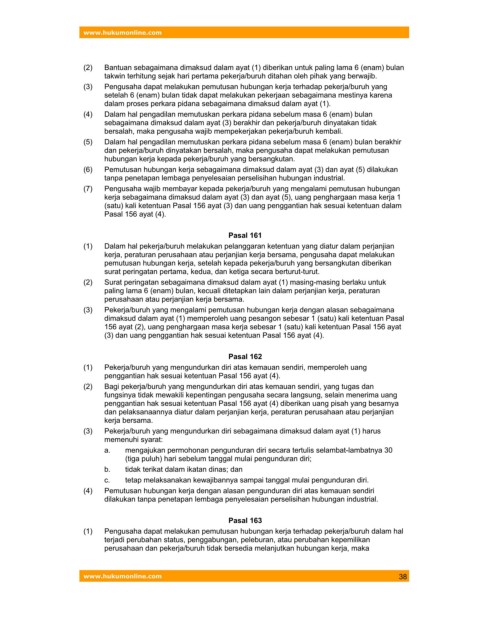 www.hukumonline.com
(2) Bantuan sebagaimana dimaksud dalam ayat (1) diberikan untuk paling lama 6 (enam) bulan
takwin terhitung sejak hari pertama pekerja/buruh ditahan oleh pihak yang berwajib.
(3) Pengusaha dapat melakukan pemutusan hubungan kerja terhadap pekerja/buruh yang
setelah 6 (enam) bulan tidak dapat melakukan pekerjaan sebagaimana mestinya karena
dalam proses perkara pidana sebagaimana dimaksud dalam ayat (1).
(4) Dalam hal pengadilan memutuskan perkara pidana sebelum masa 6 (enam) bulan
sebagaimana dimaksud dalam ayat (3) berakhir dan pekerja/buruh dinyatakan tidak
bersalah, maka pengusaha wajib mempekerjakan pekerja/buruh kembali.
(5) Dalam hal pengadilan memutuskan perkara pidana sebelum masa 6 (enam) bulan berakhir
dan pekerja/buruh dinyatakan bersalah, maka pengusaha dapat melakukan pemutusan
hubungan kerja kepada pekerja/buruh yang bersangkutan.
(6) Pemutusan hubungan kerja sebagaimana dimaksud dalam ayat (3) dan ayat (5) dilakukan
tanpa penetapan lembaga penyelesaian perselisihan hubungan industrial.
(7) Pengusaha wajib membayar kepada pekerja/buruh yang mengalami pemutusan hubungan
kerja sebagaimana dimaksud dalam ayat (3) dan ayat (5), uang penghargaan masa kerja 1
(satu) kali ketentuan Pasal 156 ayat (3) dan uang penggantian hak sesuai ketentuan dalam
Pasal 156 ayat (4).
Pasal 161
(1) Dalam hal pekerja/buruh melakukan pelanggaran ketentuan yang diatur dalam perjanjian
kerja, peraturan perusahaan atau perjanjian kerja bersama, pengusaha dapat melakukan
pemutusan hubungan kerja, setelah kepada pekerja/buruh yang bersangkutan diberikan
surat peringatan pertama, kedua, dan ketiga secara berturut-turut.
(2) Surat peringatan sebagaimana dimaksud dalam ayat (1) masing-masing berlaku untuk
paling lama 6 (enam) bulan, kecuali ditetapkan lain dalam perjanjian kerja, peraturan
perusahaan atau perjanjian kerja bersama.
(3) Pekerja/buruh yang mengalami pemutusan hubungan kerja dengan alasan sebagaimana
dimaksud dalam ayat (1) memperoleh uang pesangon sebesar 1 (satu) kali ketentuan Pasal
156 ayat (2), uang penghargaan masa kerja sebesar 1 (satu) kali ketentuan Pasal 156 ayat
(3) dan uang penggantian hak sesuai ketentuan Pasal 156 ayat (4).
Pasal 162
(1) Pekerja/buruh yang mengundurkan diri atas kemauan sendiri, memperoleh uang
penggantian hak sesuai ketentuan Pasal 156 ayat (4).
(2) Bagi pekerja/buruh yang mengundurkan diri atas kemauan sendiri, yang tugas dan
fungsinya tidak mewakili kepentingan pengusaha secara langsung, selain menerima uang
penggantian hak sesuai ketentuan Pasal 156 ayat (4) diberikan uang pisah yang besarnya
dan pelaksanaannya diatur dalam perjanjian kerja, peraturan perusahaan atau perjanjian
kerja bersama.
(3) Pekerja/buruh yang mengundurkan diri sebagaimana dimaksud dalam ayat (1) harus
memenuhi syarat:
a. mengajukan permohonan pengunduran diri secara tertulis selambat-lambatnya 30
(tiga puluh) hari sebelum tanggal mulai pengunduran diri;
b. tidak terikat dalam ikatan dinas; dan
c. tetap melaksanakan kewajibannya sampai tanggal mulai pengunduran diri.
(4) Pemutusan hubungan kerja dengan alasan pengunduran diri atas kemauan sendiri
dilakukan tanpa penetapan lembaga penyelesaian perselisihan hubungan industrial.
Pasal 163
(1) Pengusaha dapat melakukan pemutusan hubungan kerja terhadap pekerja/buruh dalam hal
terjadi perubahan status, penggabungan, peleburan, atau perubahan kepemilikan
perusahaan dan pekerja/buruh tidak bersedia melanjutkan hubungan kerja, maka
www.hukumonline.com 38